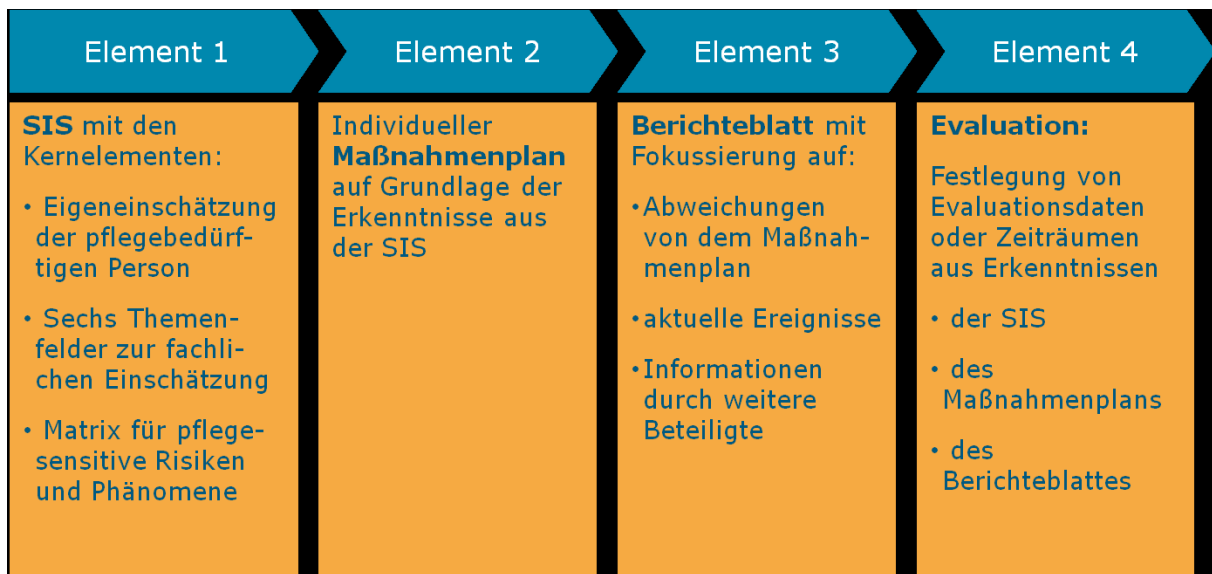 Element 1
SIS mit den
Kernelementen:
• Eigeneinschätzung
der pflegebedürf-
tigen Person
• Sechs Themen-
felder zur fachli-
chen Einschätzung
• Matrix für pflege-
sensitive Risiken
und Phänomene
Element 2
Individueller
Maßnahmenplan
auf Grundlage der
Erkenntnisse aus
der SIS
Element 3
Berichteblatt mit
Fokussierung auf:
• Abweichungen
von dem Maßnah-
menplan
• aktuelle Ereignisse
• Informationen
durch weitere
Beteiligte
Element 4
Evaluation:
Festlegung von
Evaluationsdaten
oder Zeiträumen
aus Erkenntnissen
• der SIS
• des
Maßnahmenplans
• des
Berichteblattes